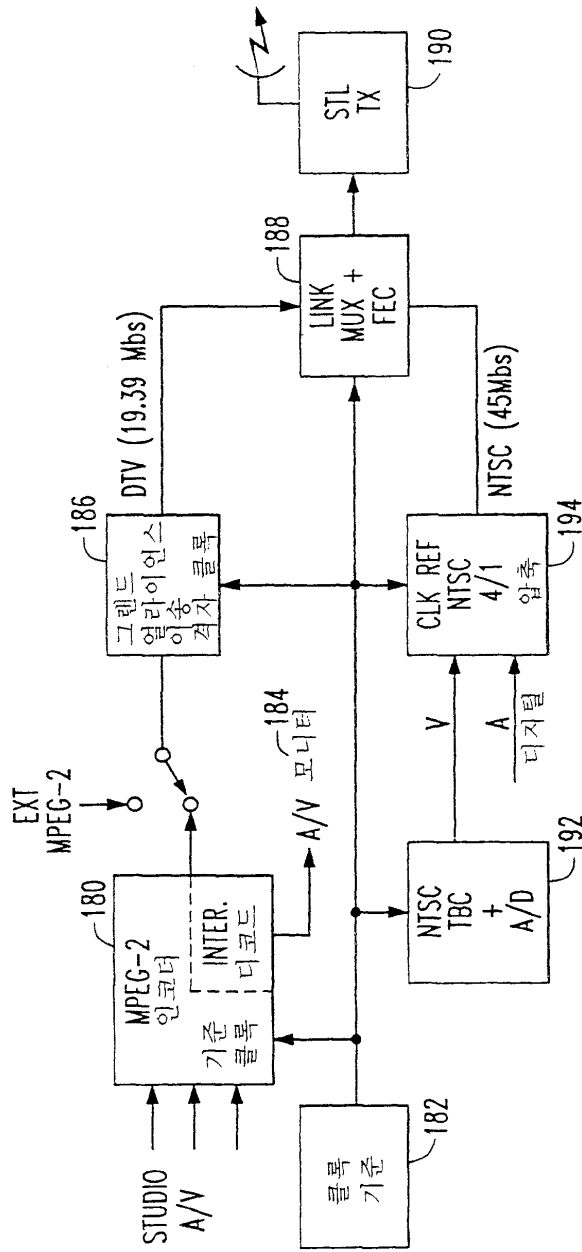 STUDIO
A/V
MPEG-2
인코더
180
INTER.
디코드
기준
클록
EXT
MPEG-2
A/V 모니터
184
그랜드
얼라이언스
이송
적자 클록
186
DTV (19.39 Mbs)
LINK
MUX +
FEC
188
STL
TX
190
클록
기준
182
NTSC
TBC
+
A/D
192
V
A
디지털
CLK REF
NTSC
4/1
압축
194
NTSC (45Mbs)